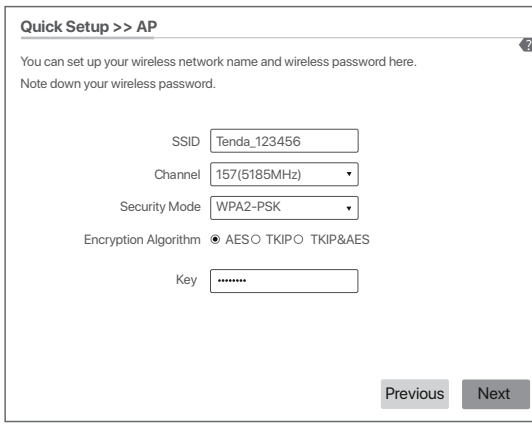 Quick Setup >> AP
?
You can set up your wireless network name and wireless password here.
Note down your wireless password.
SSID Tenda_123456
Channel 157(5185MHz)
Security Mode WPA2-PSK
Encryption Algorithm AES TKIP TKIP&AES
Key ••••••••
Previous Next